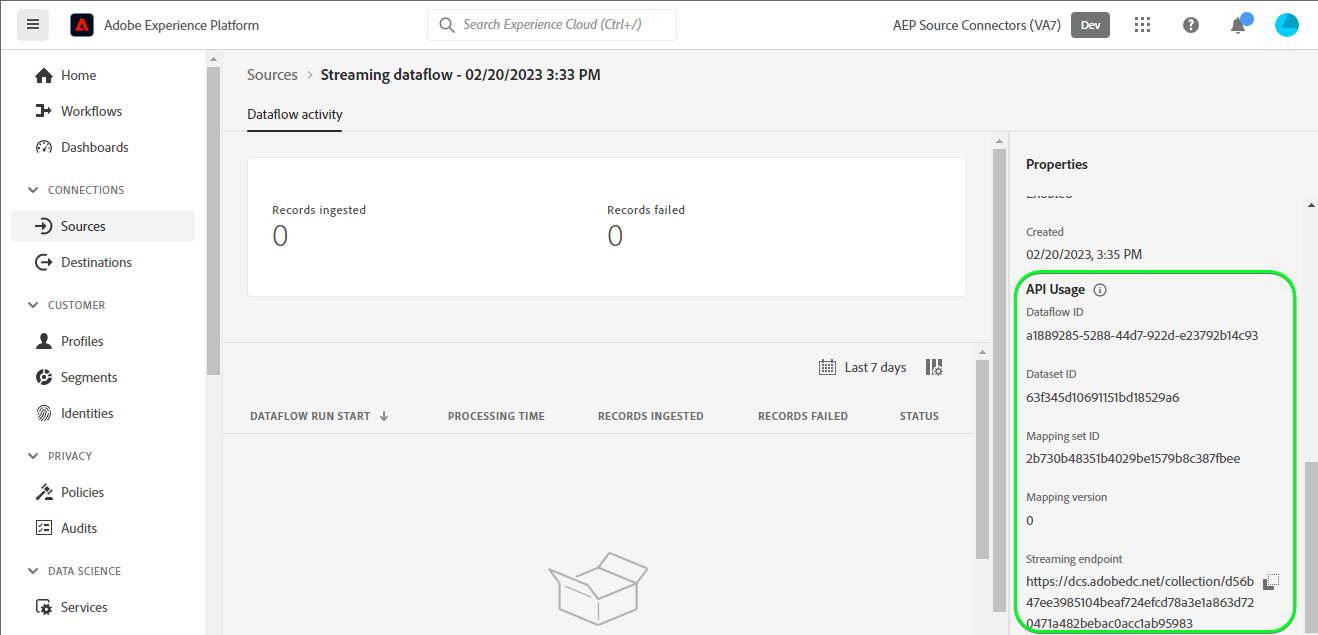 Adobe Experience Platform
Search Experience Cloud (Ctrl+/)
AEP Source Connectors (VA7)
Dev
Home
Workflows
Dashboards
CONNECTIONS
Sources
Destinations
CUSTOMER
Profiles
Segments
Identities
PRIVACY
Policies
Audits
DATA SCIENCE
Services
Sources > Streaming dataflow - 02/20/2023 3:33 PM
Dataflow activity
Records ingested
0
Records failed
0
Last 7 days
DATAFLOW RUN START ↓ PROCESSING TIME RECORDS INGESTED RECORDS FAILED STATUS
Properties
Enabled
Created
02/20/2023, 3:35 PM
API Usage
Dataflow ID
a1889285-5288-44d7-922d-e23792b14c93
Dataset ID
63f345d10691151bd18529a6
Mapping set ID
2b730b48351b4029be1579b8c387fbee
Mapping version
0
Streaming endpoint
https://dcs.adobedc.net/collection/d56b
47ee3985104beaf724efcd78a3e1a863d72
0471a482bebac0acc1ab95983